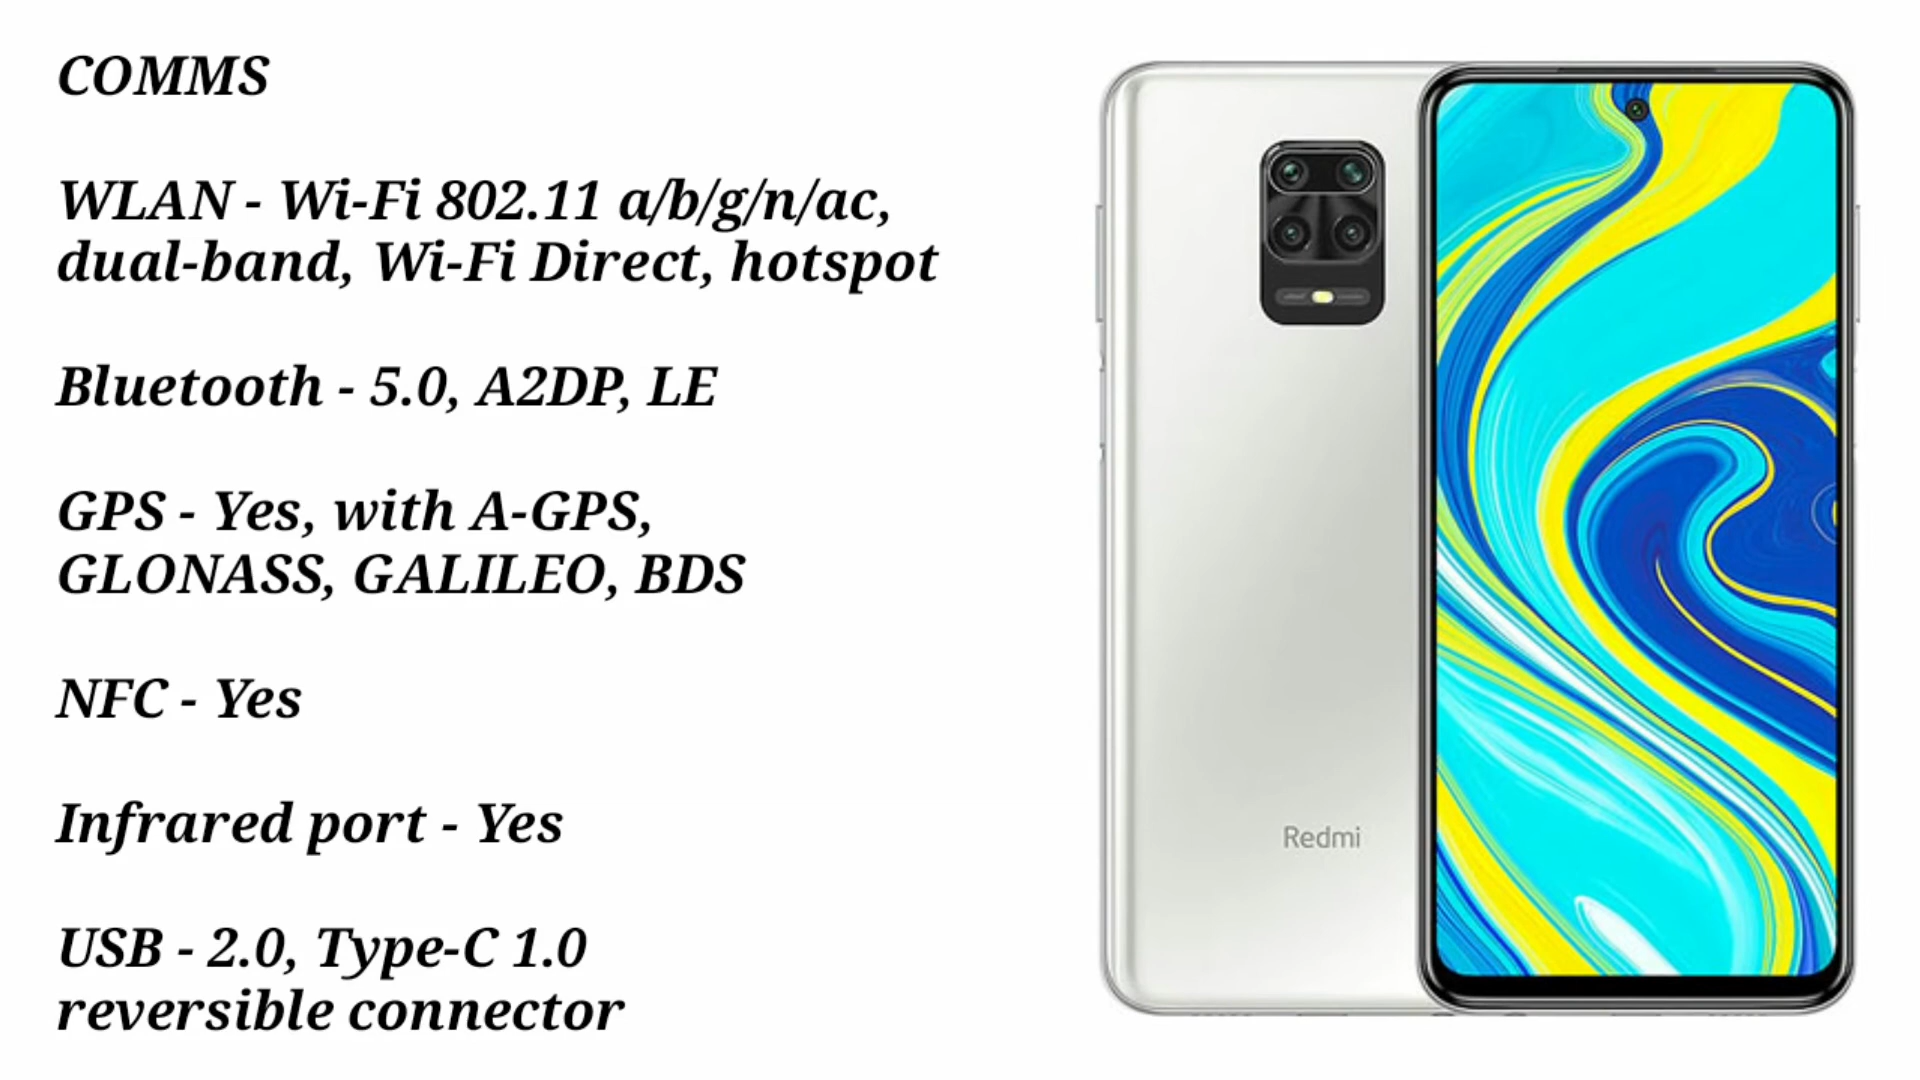 COMMS
WLAN - Wi-Fi 802.11 a/b/g/n/ac,
dual-band, Wi-Fi Direct, hotspot
Bluetooth - 5.0, A2DP, LE
GPS - Yes, with A-GPS,
GLONASS, GALILEO, BDS
NFC - Yes
Infrared port - Yes
USB - 2.0, Type-C 1.0
reversible connector
Redmi